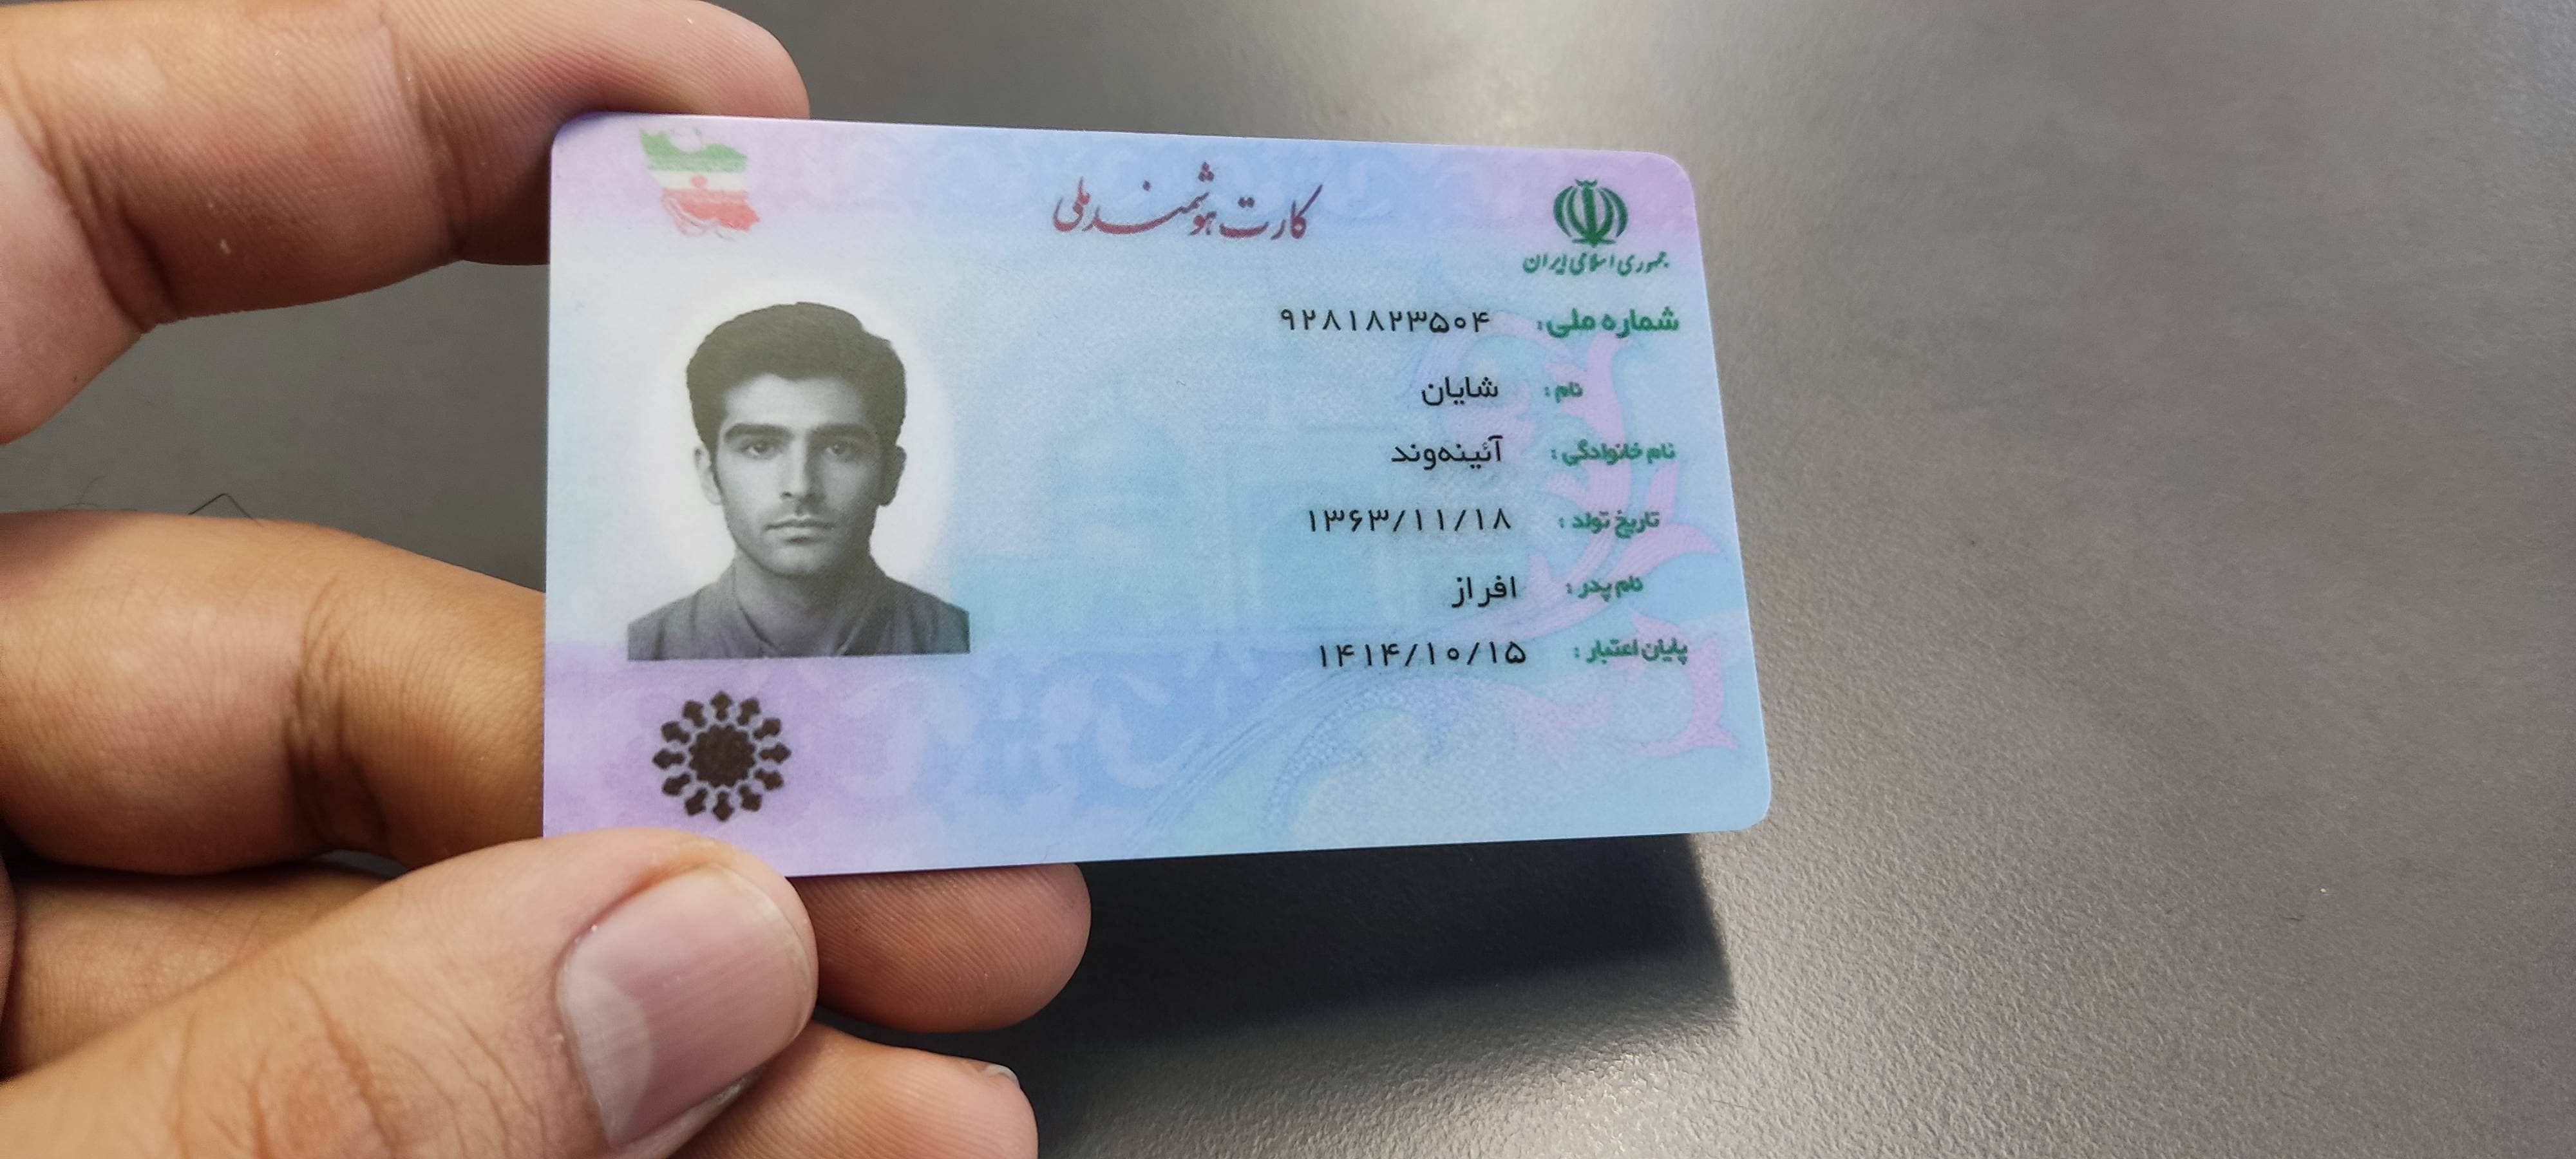 کارت هوشمند ملی
جمهوری اسلامی ایران
شماره ملی: ۹۲۸۱۸۲۳۵۰۴
نام: شایان
نام خانوادگی: آئینه‌وند
تاریخ تولد: ۱۳۶۳/۱۱/۱۸
نام پدر: افراز
پایان اعتبار: ۱۴۱۴/۱۰/۱۵